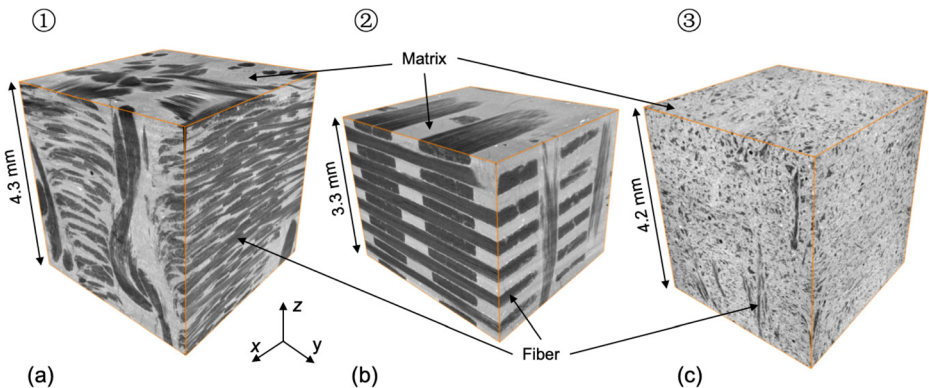 ① ② ③
Matrix
4.3 mm
3.3 mm
4.2 mm
z
x y
Fiber
(a) (b) (c)